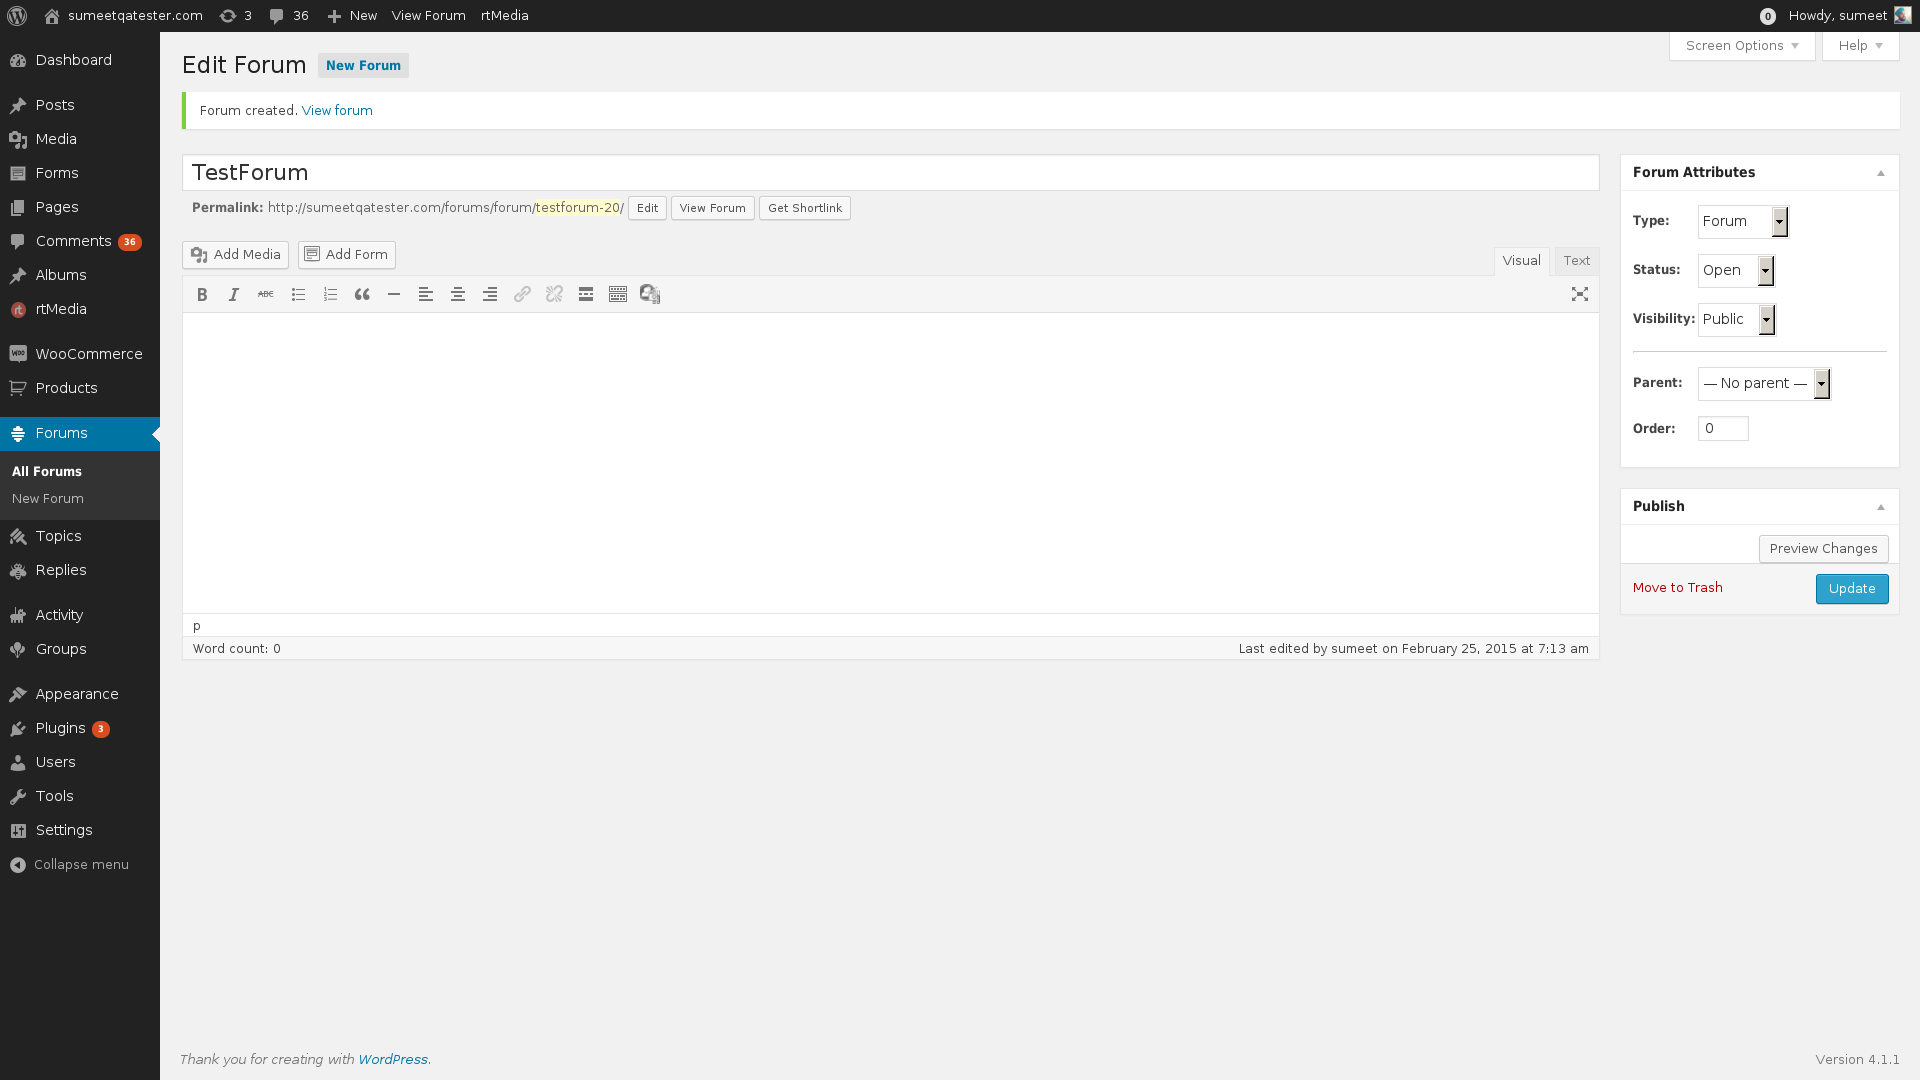 sumeetqatester.com 3 36 New View Forum rtMedia 0 Howdy, sumeet
Dashboard
Posts
Media
Forms
Pages
Comments 36
Albums
rtMedia
WooCommerce
Products
Forums
All Forums
New Forum
Topics
Replies
Activity
Groups
Appearance
Plugins 3
Users
Tools
Settings
Collapse menu
Screen Options Help
Edit Forum New Forum
Forum created. View forum
TestForum
Permalink: http://sumeetqatester.com/forums/forum/testforum-20/ Edit View Forum Get Shortlink
Add Media Add Form Visual Text
B I ABC
p
Word count: 0 Last edited by sumeet on February 25, 2015 at 7:13 am
Forum Attributes
Type: Forum
Status: Open
Visibility: Public
Parent: — No parent —
Order: 0
Publish
Preview Changes
Move to Trash Update
Thank you for creating with WordPress. Version 4.1.1